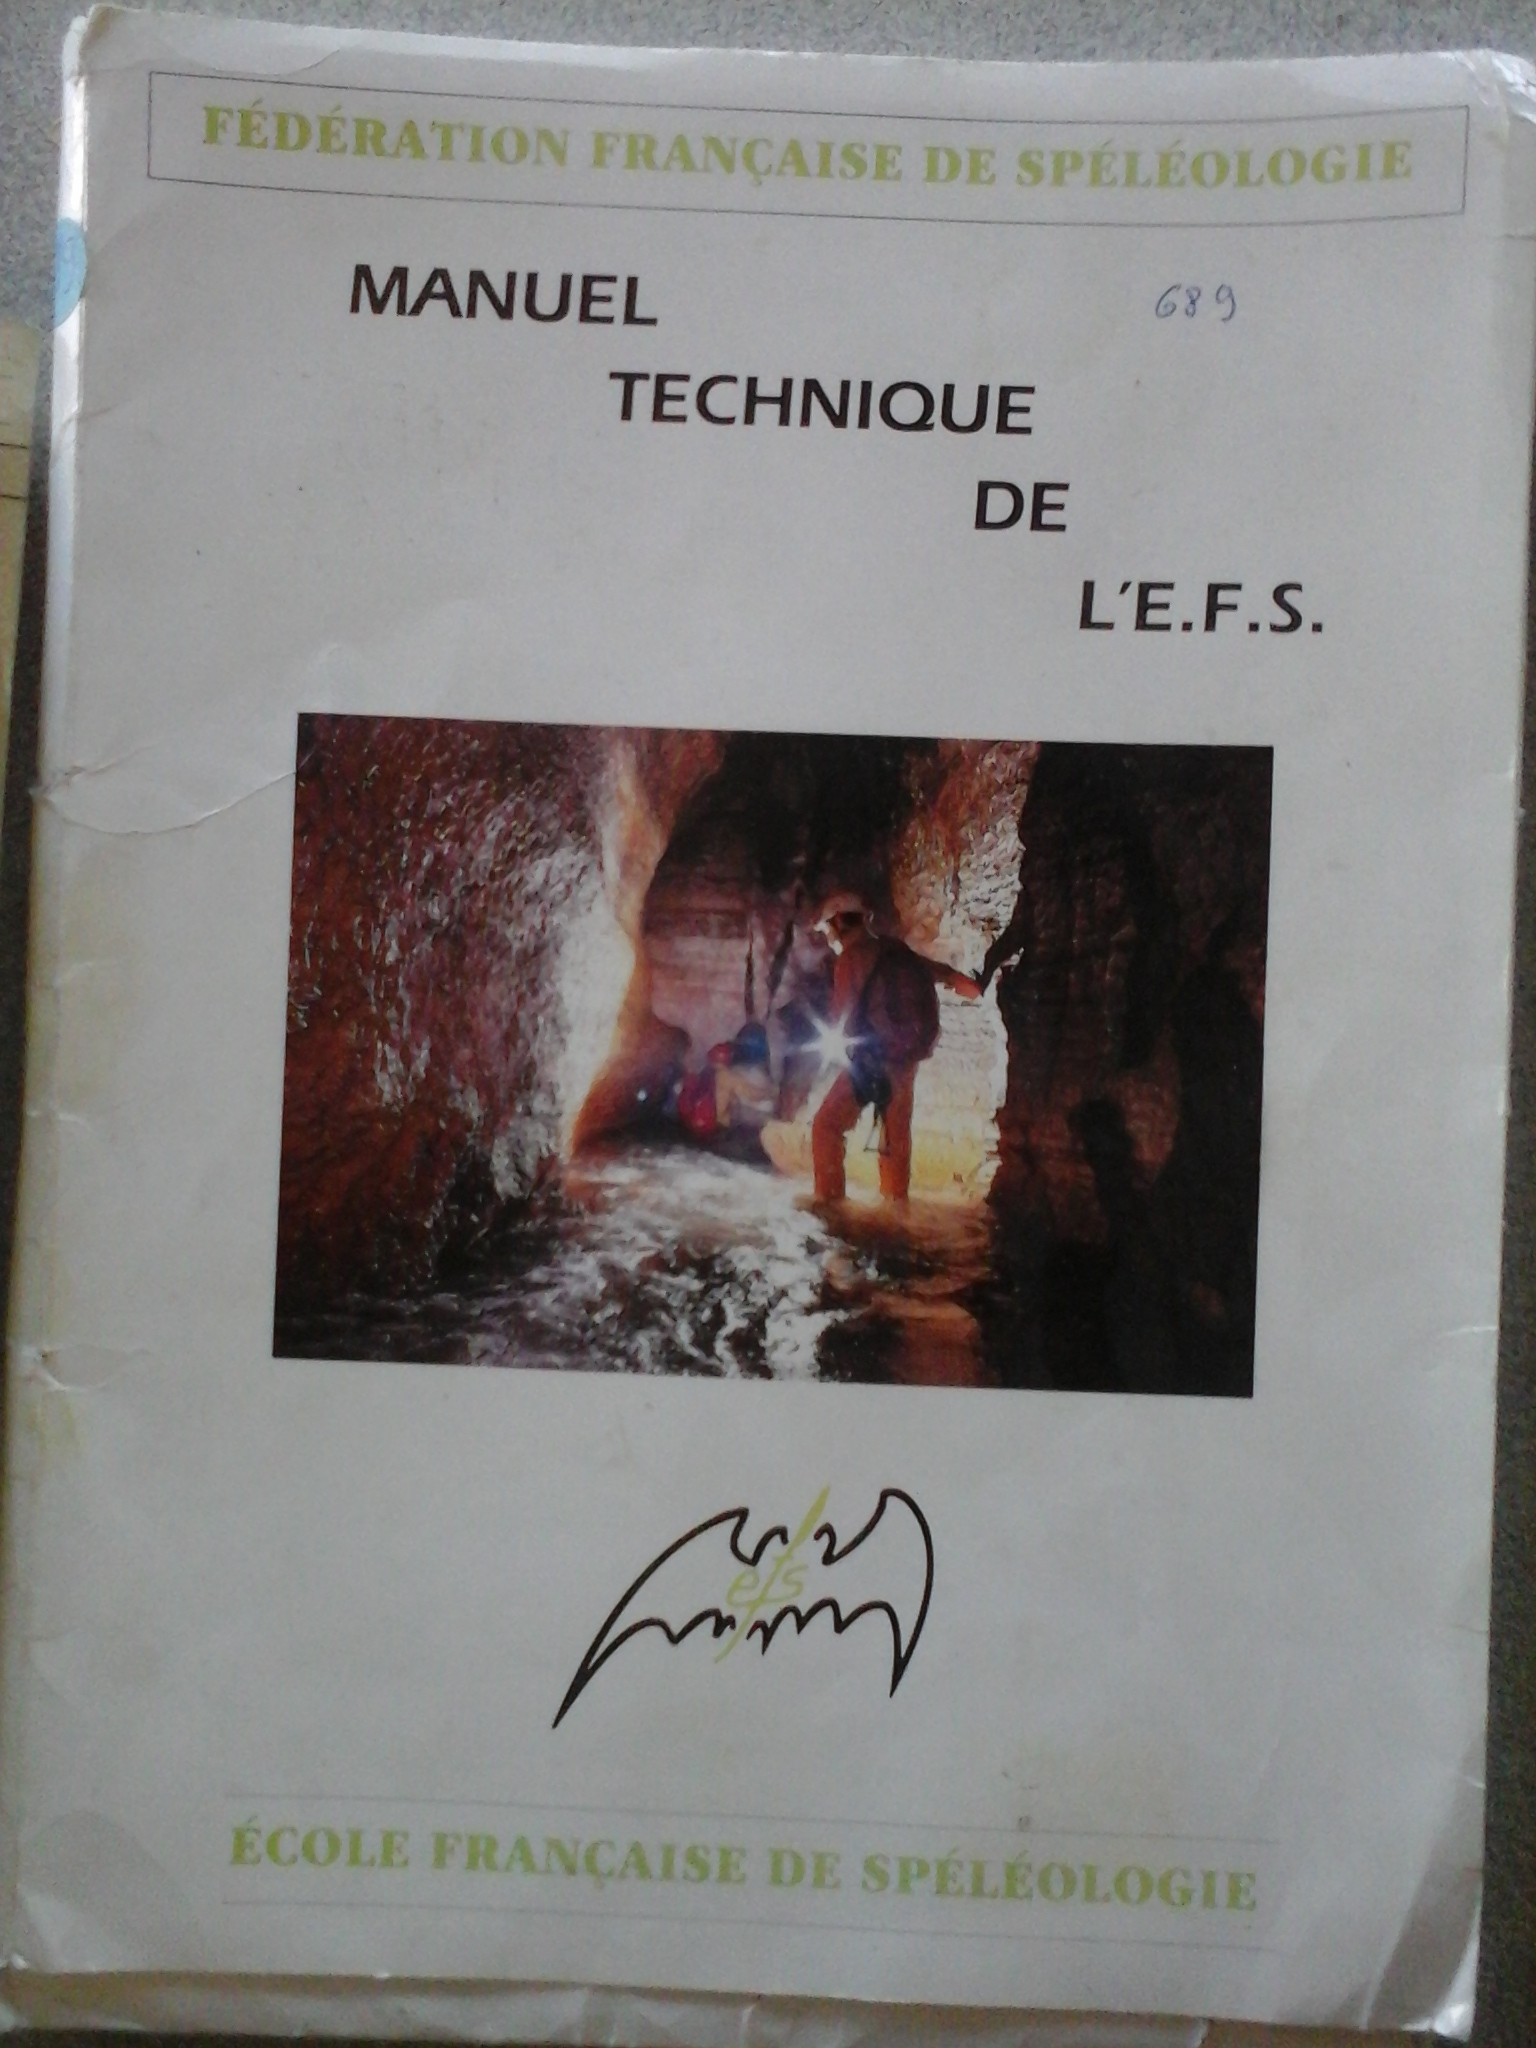 FÉDÉRATION FRANÇAISE DE SPÉLÉOLOGIE
MANUEL
689
TECHNIQUE
DE
L'E.F.S.
efs
ÉCOLE FRANÇAISE DE SPÉLÉOLOGIE